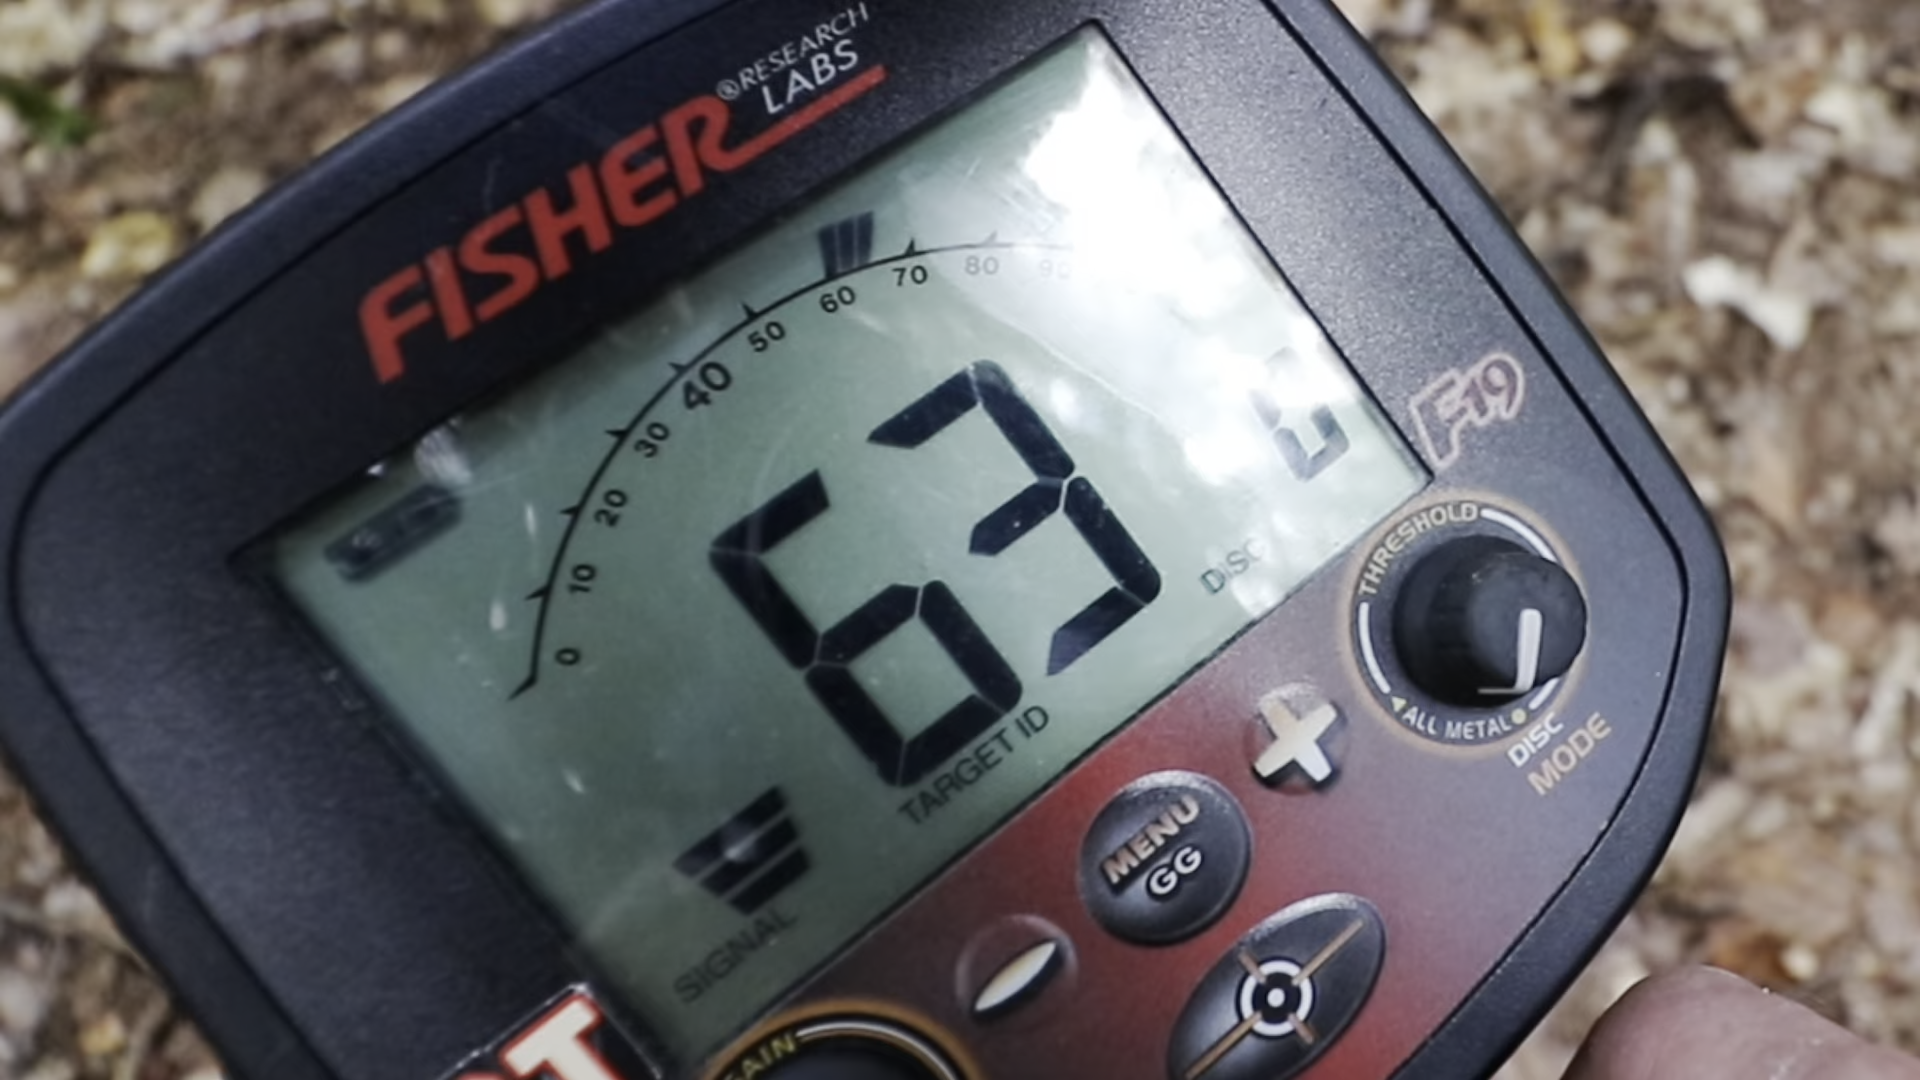 FISHER® RESEARCH
LABS
0 10 20 30 40 50 60 70 80 90
63
TARGET ID
DISC
SIGNAL
F19
THRESHOLD
ALL METAL
DISC
MODE
+
MENU
GG
-